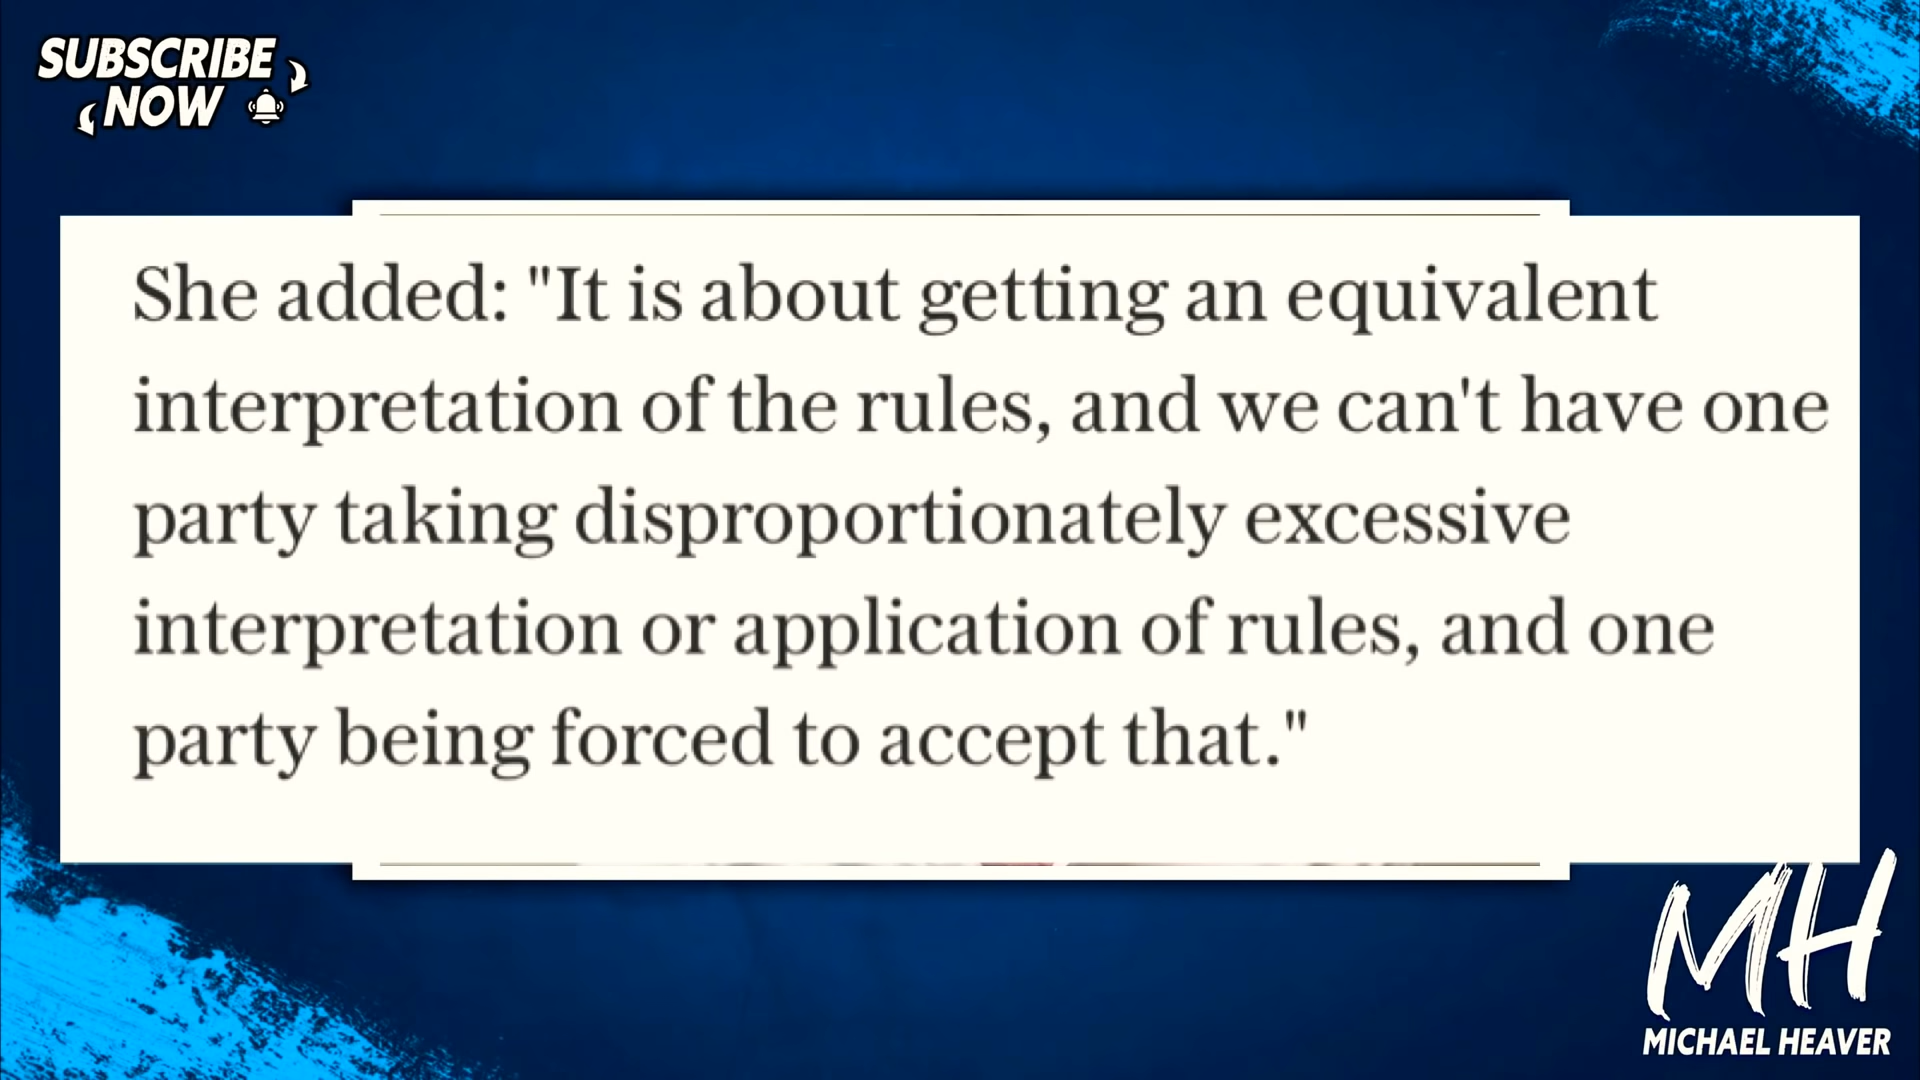 SUBSCRIBE
NOW
She added: "It is about getting an equivalent
interpretation of the rules, and we can't have one
party taking disproportionately excessive
interpretation or application of rules, and one
party being forced to accept that."
MH
MICHAEL HEAVER